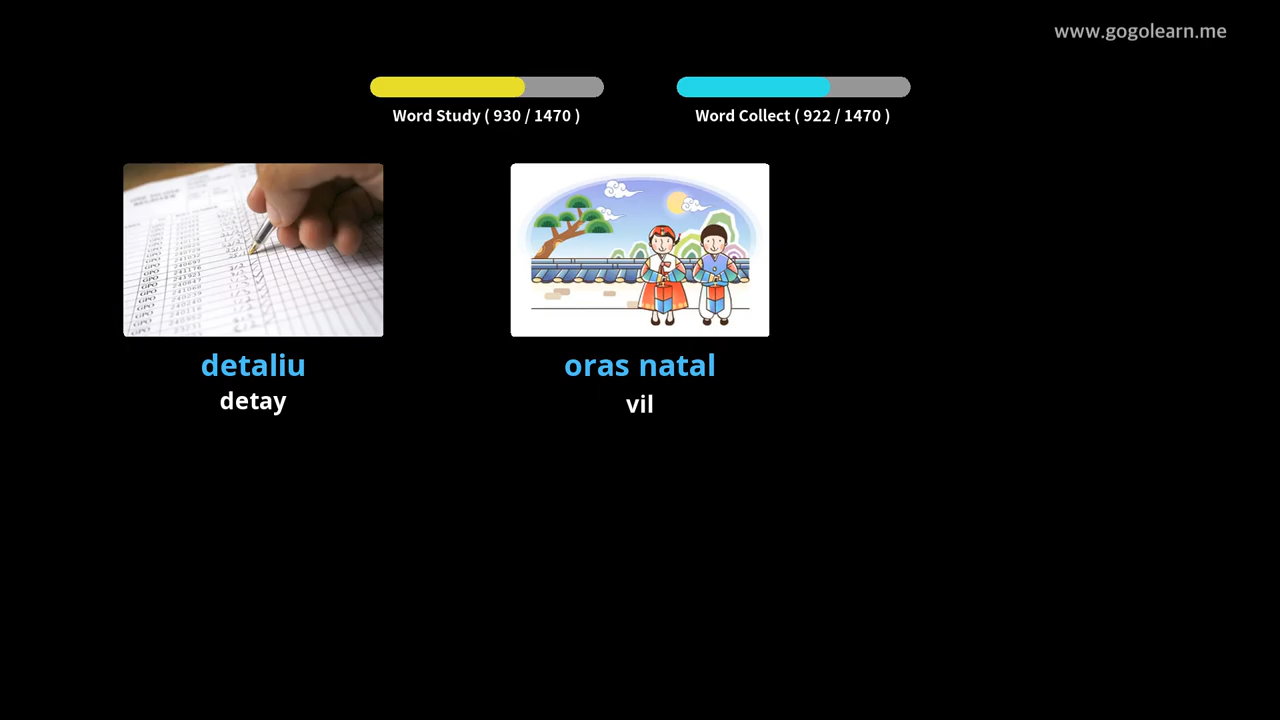 www.gogolearn.me
Word Study ( 930 / 1470 )
Word Collect ( 922 / 1470 )
detaliu
detay
oras natal
vil